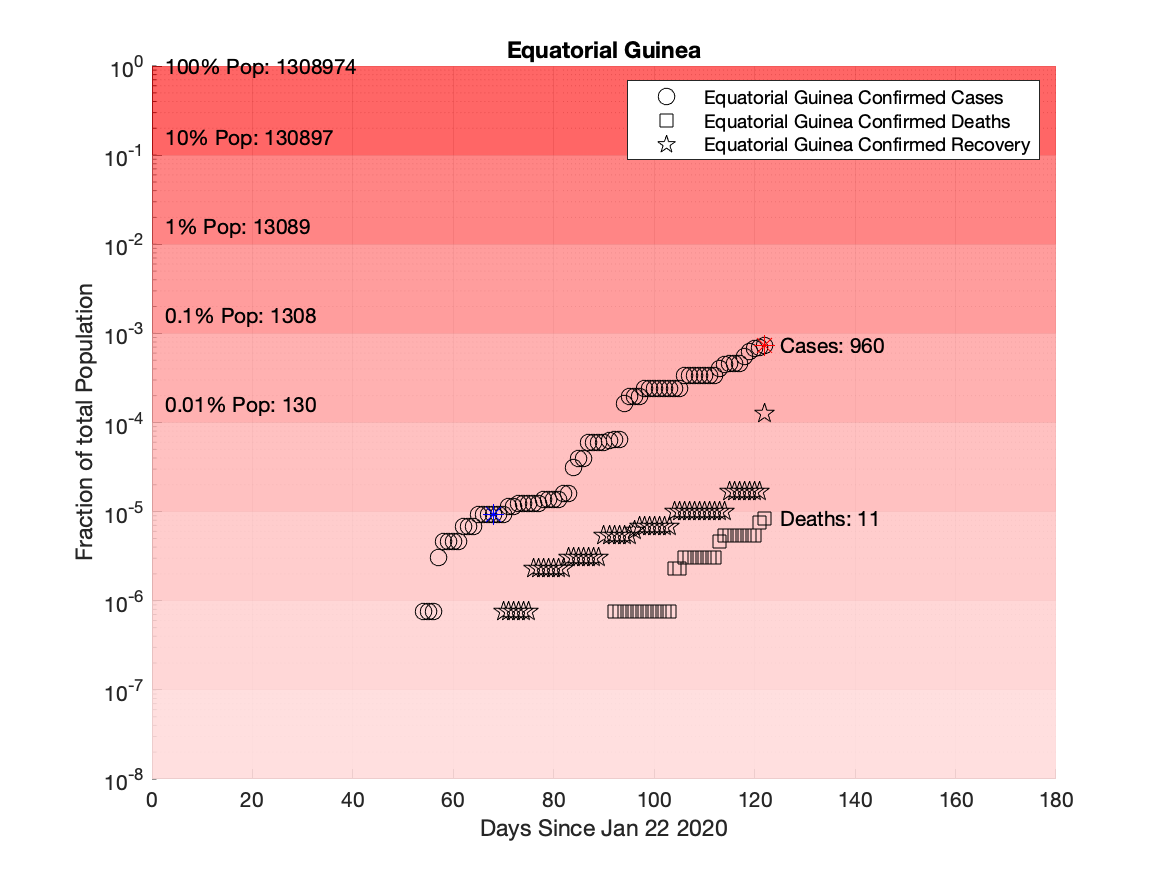 Equatorial Guinea
10^0
100% Pop: 1308974
Equatorial Guinea Confirmed Cases
Equatorial Guinea Confirmed Deaths
Equatorial Guinea Confirmed Recovery
10% Pop: 130897
10^-1
1% Pop: 13089
10^-2
0.1% Pop: 1308
10^-3
Cases: 960
0.01% Pop: 130
10^-4
10^-5
Deaths: 11
10^-6
10^-7
10^-8
Fraction of total Population
0 20 40 60 80 100 120 140 160 180
Days Since Jan 22 2020